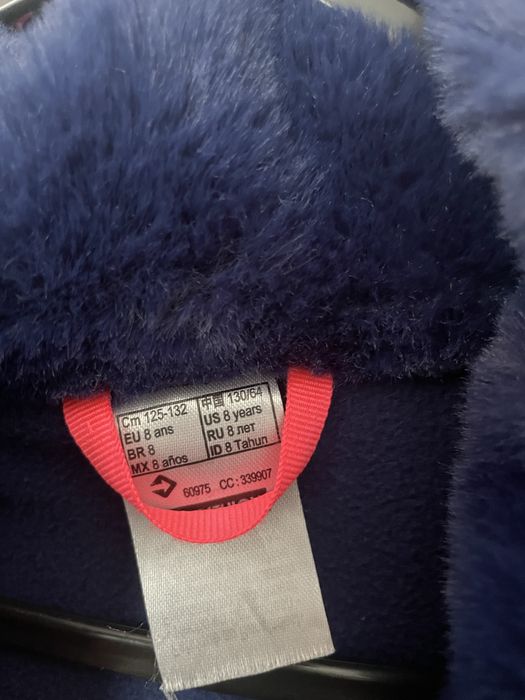 Cm 125-132
EU 8 ans
BR 8
MX 8 años
中国 130/64
US 8 years
RU 8 лет
ID 8 Tahun
60975 CC : 339907